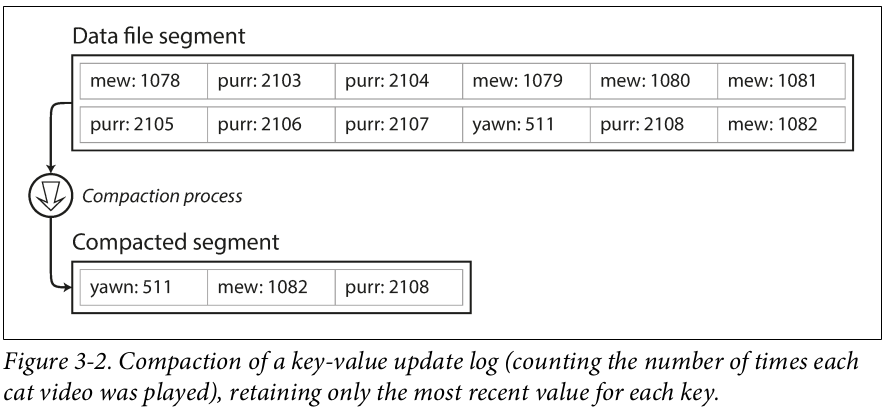 Data file segment
mew: 1078 purr: 2103 purr: 2104 mew: 1079 mew: 1080 mew: 1081
purr: 2105 purr: 2106 purr: 2107 yawn: 511 purr: 2108 mew: 1082
Compaction process
Compacted segment
yawn: 511 mew: 1082 purr: 2108
Figure 3-2. Compaction of a key-value update log (counting the number of times each
cat video was played), retaining only the most recent value for each key.